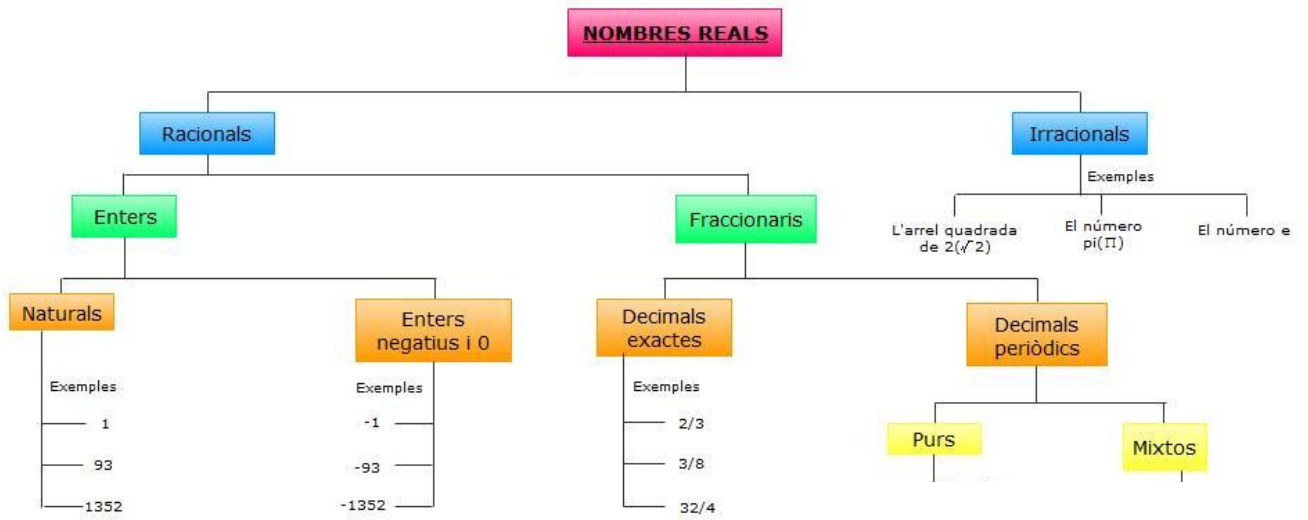 NOMBRES REALS
Racionals
Irracionals
Exemples
L'arrel quadrada
de 2(√2)
El número
pi(Π)
El número e
Enters
Fraccionaris
Naturals
Exemples
1
93
1352
Enters
negatius i 0
Exemples
-1
-93
-1352
Decimals
exactes
Exemples
2/3
3/8
32/4
Decimals
periòdics
Purs
Mixtos